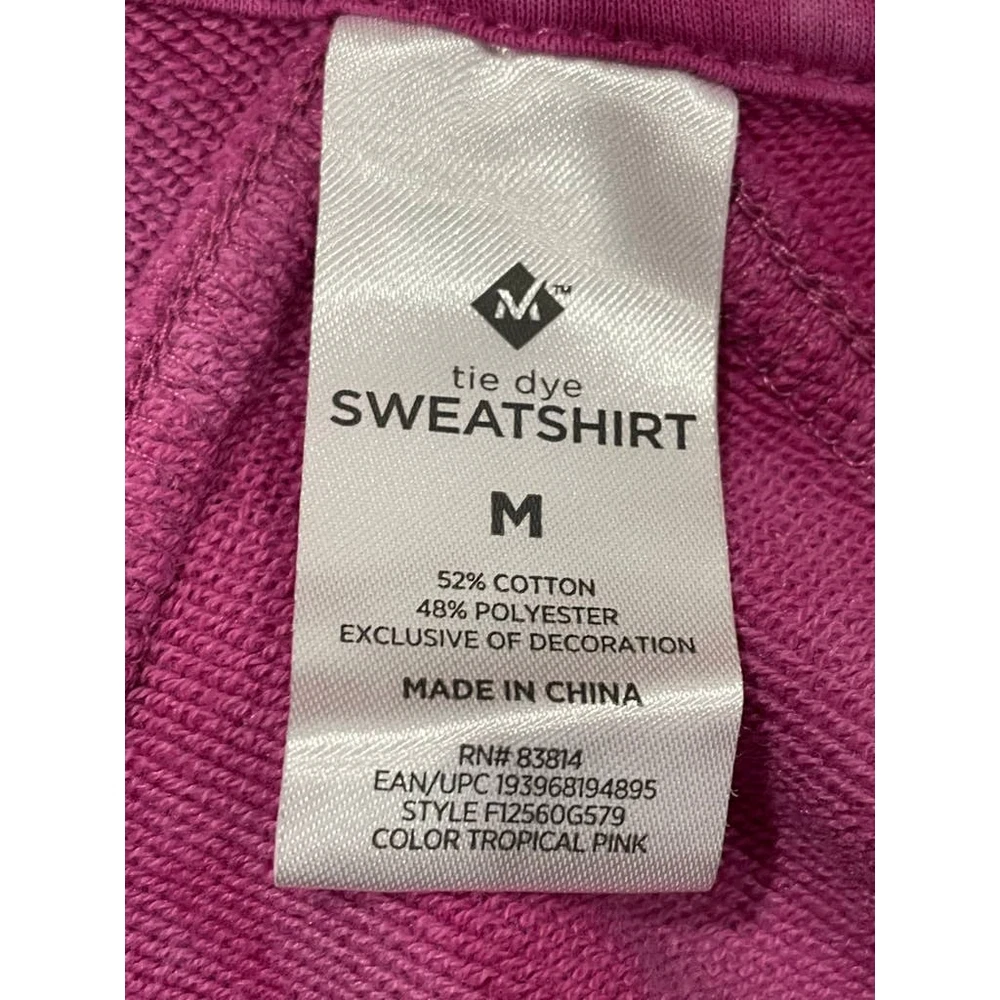 M™
tie dye
SWEATSHIRT
M
52% COTTON
48% POLYESTER
EXCLUSIVE OF DECORATION
MADE IN CHINA
RN# 83814
EAN/UPC 193968194895
STYLE F12560G579
COLOR TROPICAL PINK